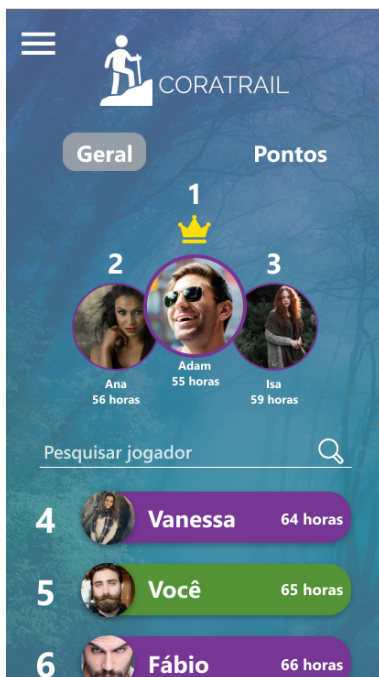 CORATRAIL
Geral
Pontos
1
2
3
Adam
55 horas
Ana
56 horas
Isa
59 horas
Pesquisar jogador
4 Vanessa 64 horas
5 Você 65 horas
6 Fábio 66 horas